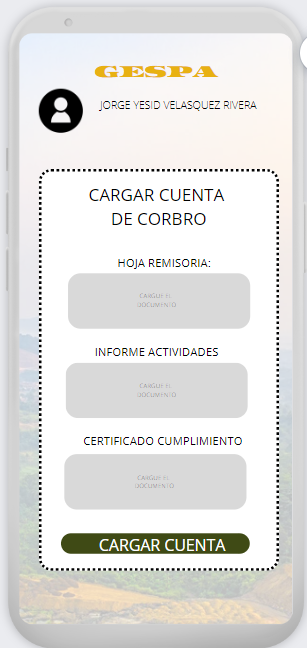 GESPA
JORGE YESID VELASQUEZ RIVERA
CARGAR CUENTA
DE CORBRO
HOJA REMISORIA:
CARGUE EL
DOCUMENTO
INFORME ACTIVIDADES
CARGUE EL
DOCUMENTO
CERTIFICADO CUMPLIMIENTO
CARGUE EL
DOCUMENTO
CARGAR CUENTA